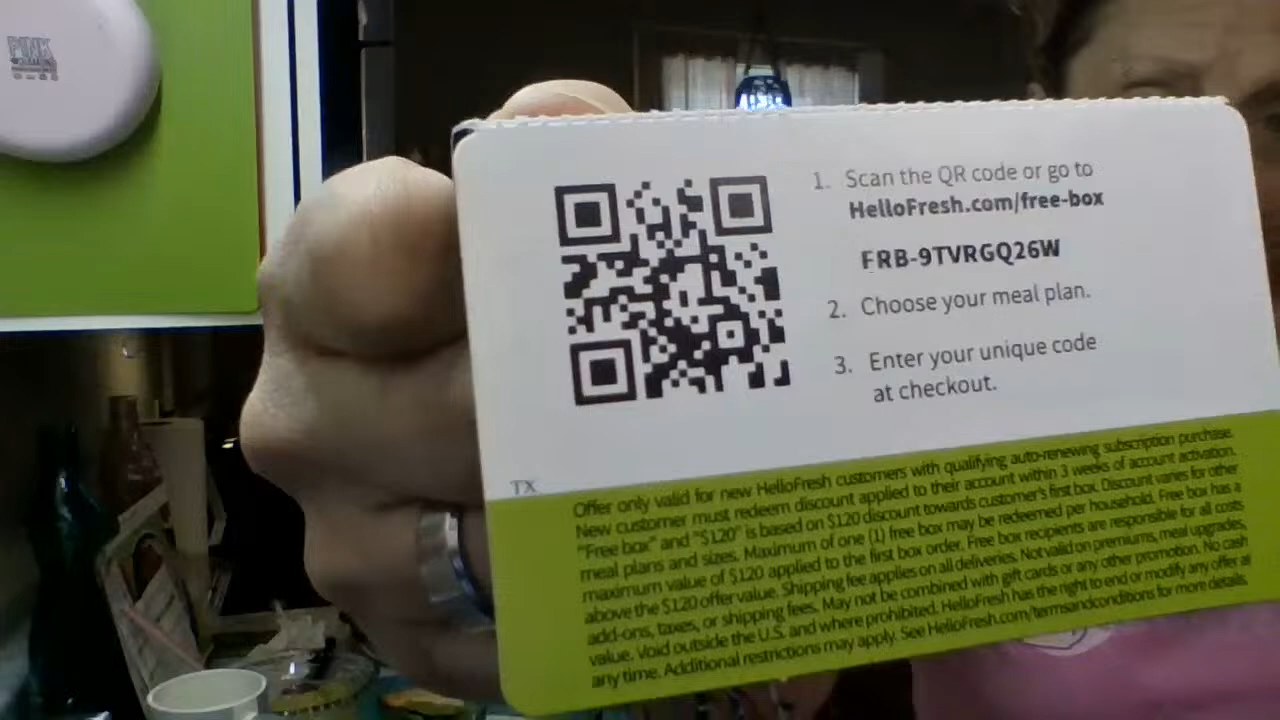 PINK
1. Scan the QR code or go to
HelloFresh.com/free-box
FRB-9TVRGQ26W
2. Choose your meal plan.
3. Enter your unique code
at checkout.
TX
Offer only valid for new HelloFresh customers with qualifying auto-renewing subscription purchase.
New customer must redeem discount applied to their account within 3 weeks of account activation.
"Free box" and "$120" is based on $120 discount towards customer's first box. Discount varies for other
meal plans and sizes. Maximum of one (1) free box may be redeemed per household. Free box has a
maximum value of $120 applied to the first box order. Free box recipients are responsible for all costs
above the $120 offer value. Shipping fee applies on all deliveries. Not valid on premiums, meal upgrades,
add-ons, taxes, or shipping fees. May not be combined with gift cards or any other promotion. No cash
value. Void outside the U.S. and where prohibited. HelloFresh has the right to end or modify any offer at
any time. Additional restrictions may apply. See HelloFresh.com/termsandconditions for more details.